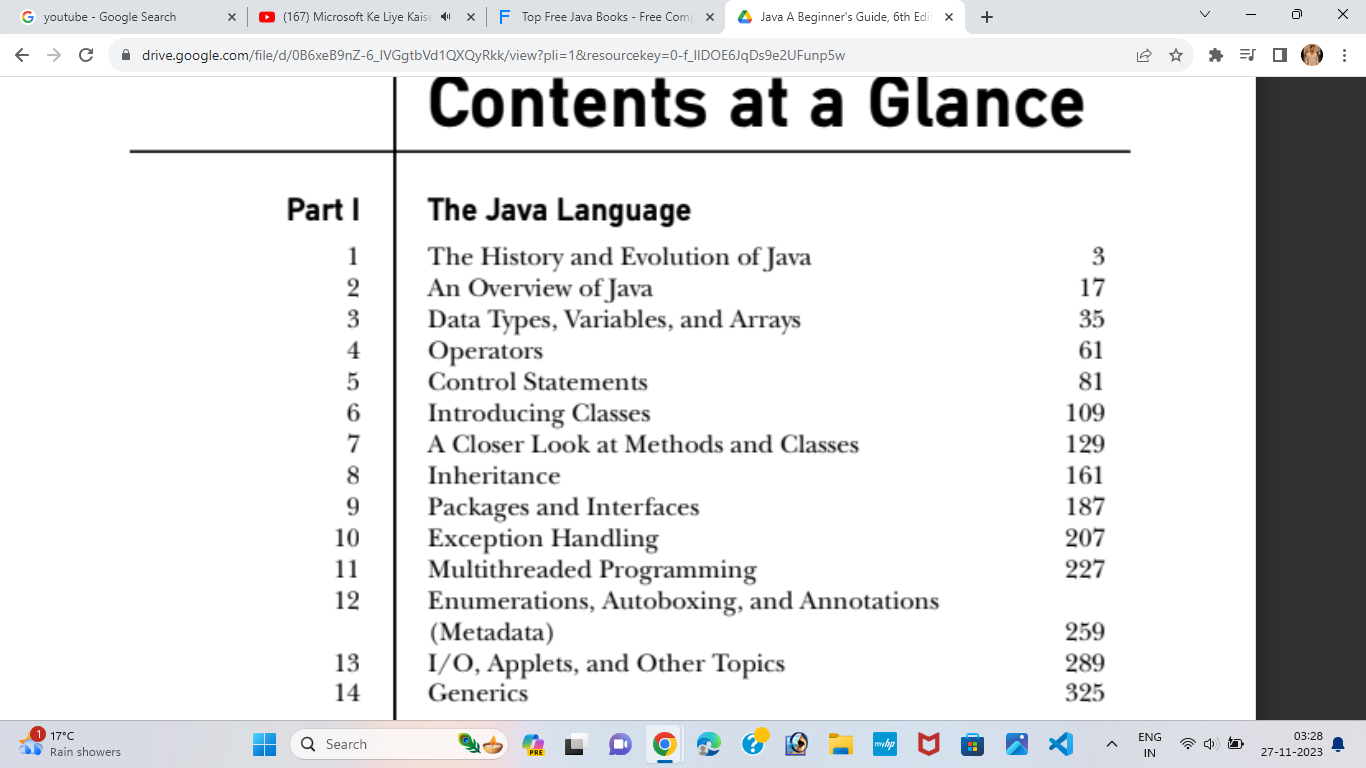 youtube - Google Search
(167) Microsoft Ke Liye Kaise
Top Free Java Books - Free Com
Java A Beginner's Guide, 6th Edi
drive.google.com/file/d/0B6xeB9nZ-6_lVGgtbVd1QXQyRkk/view?pli=1&resourcekey=0-f_IlDOE6JqDs9e2UFunp5w
Contents at a Glance
Part I The Java Language
1 The History and Evolution of Java 3
2 An Overview of Java 17
3 Data Types, Variables, and Arrays 35
4 Operators 61
5 Control Statements 81
6 Introducing Classes 109
7 A Closer Look at Methods and Classes 129
8 Inheritance 161
9 Packages and Interfaces 187
10 Exception Handling 207
11 Multithreaded Programming 227
12 Enumerations, Autoboxing, and Annotations
(Metadata) 259
13 I/O, Applets, and Other Topics 289
14 Generics 325
1
17°C
Rain showers
Search
PRE
myhp
ENG
IN
03:28
27-11-2023